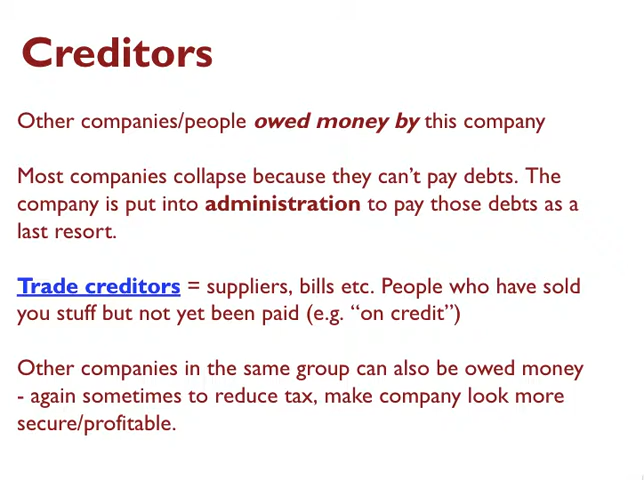 Creditors
Other companies/people owed money by this company
Most companies collapse because they can’t pay debts. The
company is put into administration to pay those debts as a
last resort.
Trade creditors = suppliers, bills etc. People who have sold
you stuff but not yet been paid (e.g. “on credit”)
Other companies in the same group can also be owed money
- again sometimes to reduce tax, make company look more
secure/profitable.